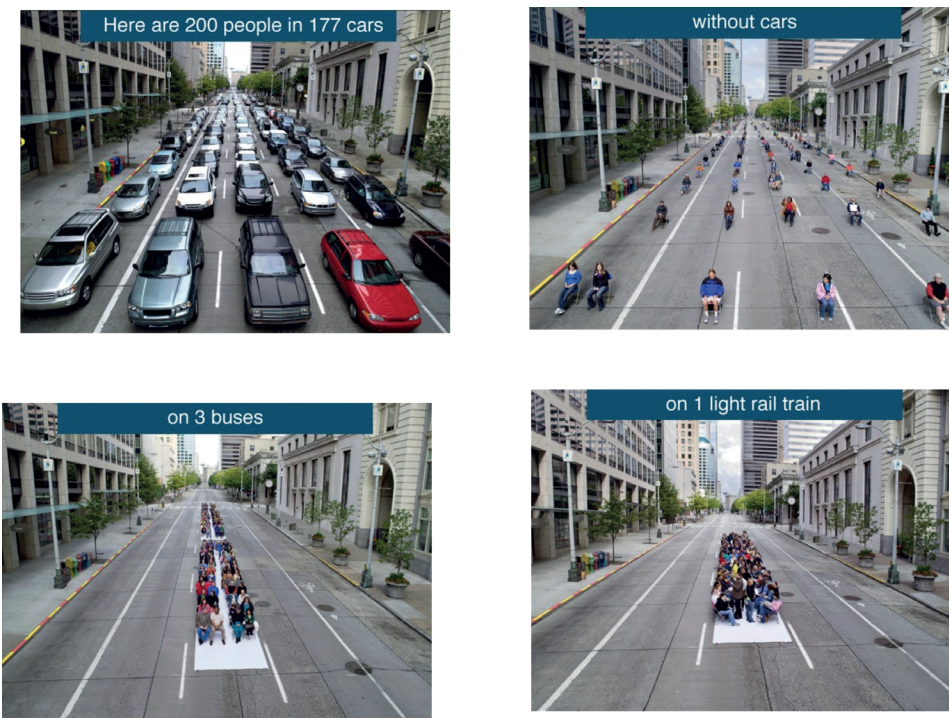 Here are 200 people in 177 cars
without cars
on 3 buses
on 1 light rail train